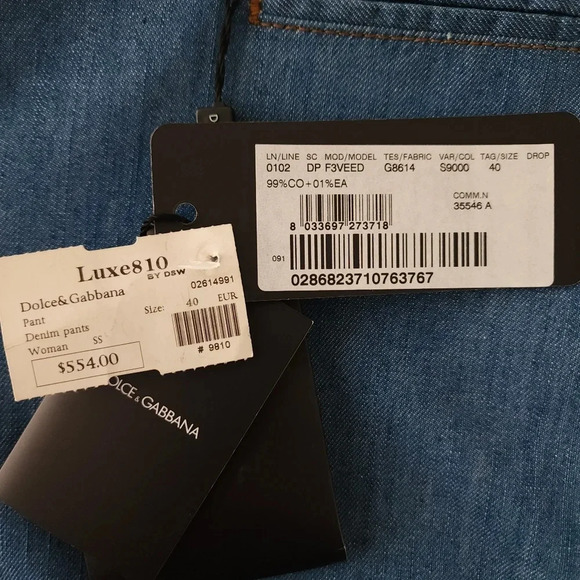 D
LN/LINE SC MOD/MODEL TES/FABRIC VAR/COL TAG/SIZE DROP
0102 DP F3VEED G8614 S9000 40
99%CO+01%EA
COMM.N
35546 A
8 033697 273718
091
0286823710763767
Luxe810
BY DSW
02614991
Dolce&Gabbana
Pant
Size: 40 EUR
Denim pants
Woman SS
# 9810
$554.00
DOLCE & GABBANA